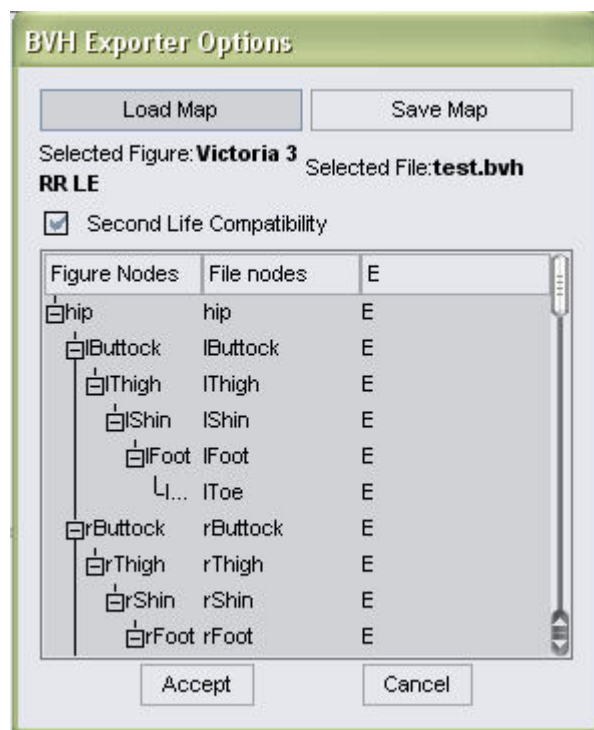 BVH Exporter Options
Load Map Save Map
Selected Figure: Victoria 3 RR LE
Selected File:test.bvh
Second Life Compatibility
Figure Nodes File nodes E
hip hip E
lButtock lButtock E
lThigh lThigh E
lShin lShin E
lFoot lFoot E
l... lToe E
rButtock rButtock E
rThigh rThigh E
rShin rShin E
rFoot rFoot E
Accept Cancel